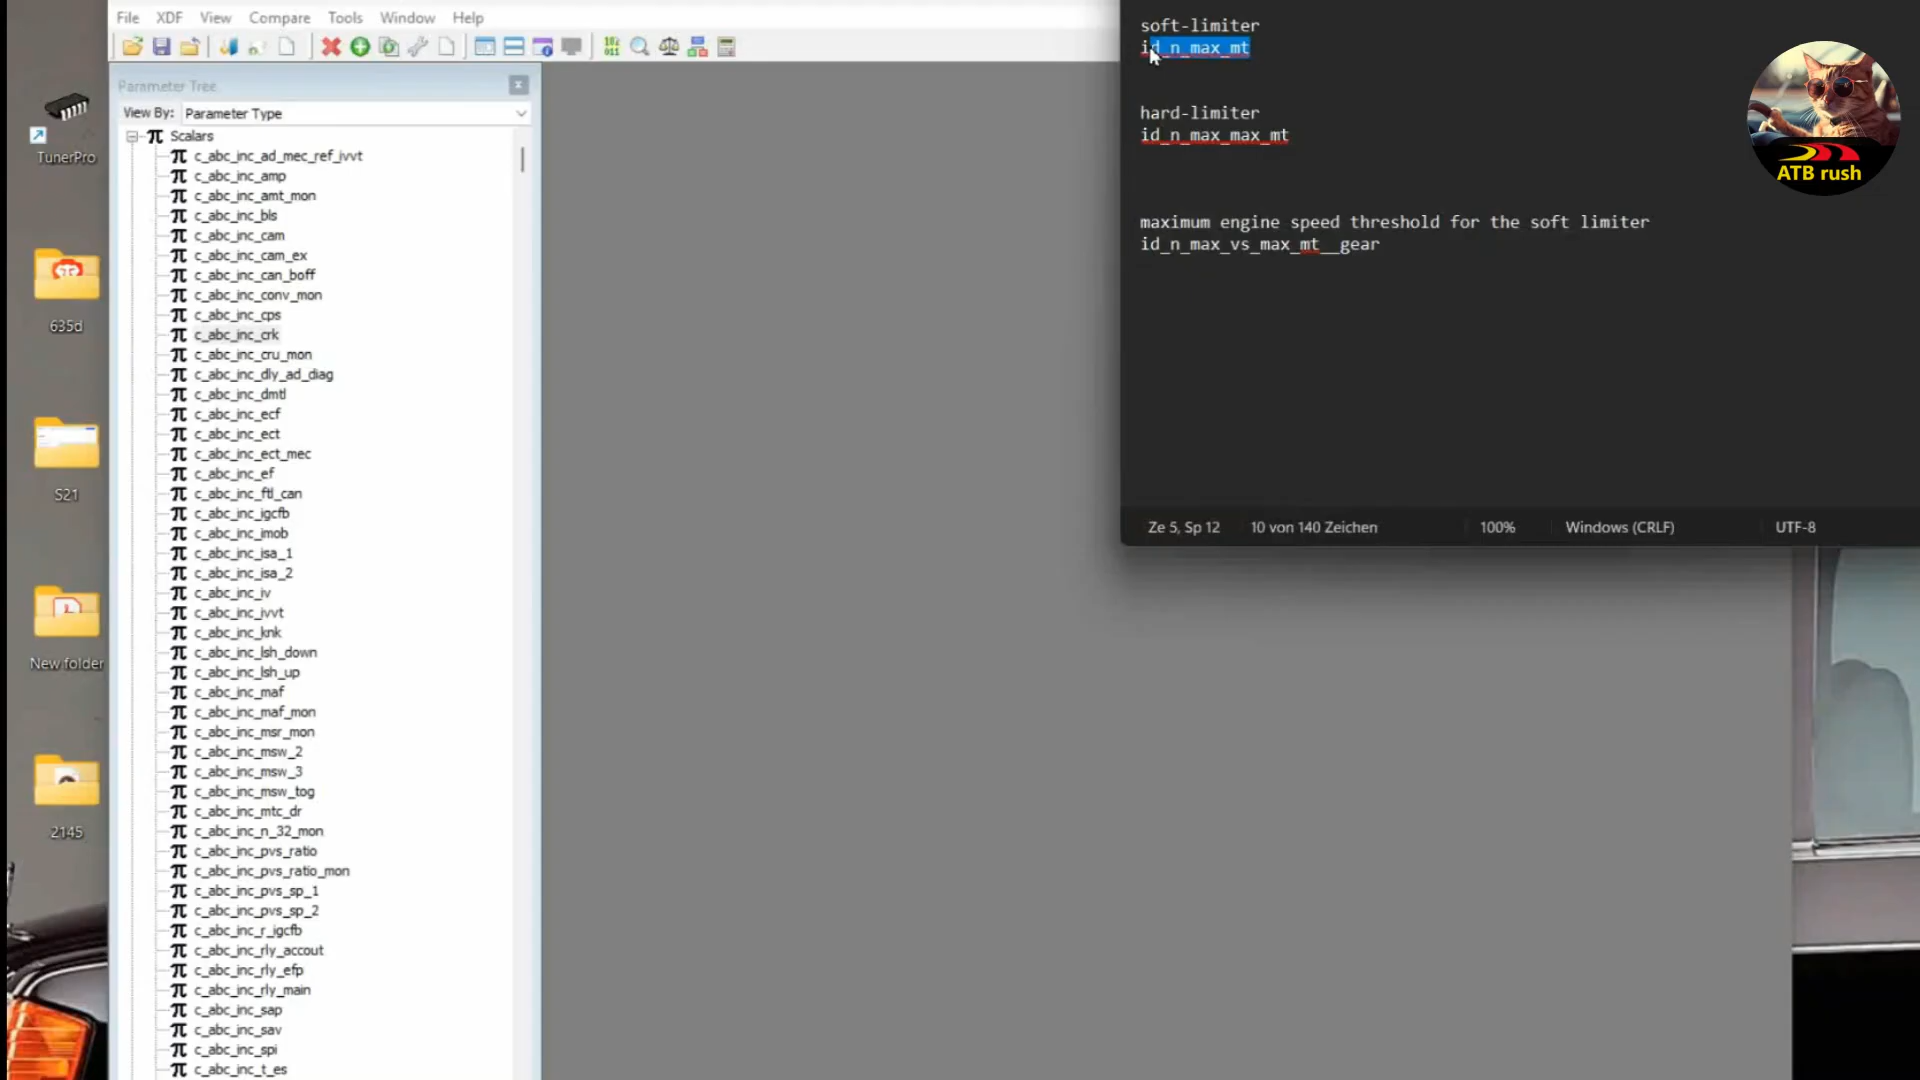 File XDF View Compare Tools Window Help
Parameter Tree
View By: Parameter Type
Scalars
c_abc_inc_ad_mec_ref_ivvt
c_abc_inc_amp
c_abc_inc_amt_mon
c_abc_inc_bls
c_abc_inc_cam
c_abc_inc_cam_ex
c_abc_inc_can_boff
c_abc_inc_conv_mon
c_abc_inc_cps
c_abc_inc_crk
c_abc_inc_cru_mon
c_abc_inc_dly_ad_diag
c_abc_inc_dmtl
c_abc_inc_ecf
c_abc_inc_ect
c_abc_inc_ect_mec
c_abc_inc_ef
c_abc_inc_ftl_can
c_abc_inc_igcfb
c_abc_inc_imob
c_abc_inc_isa_1
c_abc_inc_isa_2
c_abc_inc_iv
c_abc_inc_ivvt
c_abc_inc_knk
c_abc_inc_lsh_down
c_abc_inc_lsh_up
c_abc_inc_maf
c_abc_inc_maf_mon
c_abc_inc_msr_mon
c_abc_inc_msw_2
c_abc_inc_msw_3
c_abc_inc_msw_tog
c_abc_inc_mtc_dr
c_abc_inc_n_32_mon
c_abc_inc_pvs_ratio
c_abc_inc_pvs_ratio_mon
c_abc_inc_pvs_sp_1
c_abc_inc_pvs_sp_2
c_abc_inc_r_igcfb
c_abc_inc_rly_accout
c_abc_inc_rly_efp
c_abc_inc_rly_main
c_abc_inc_sap
c_abc_inc_sav
c_abc_inc_spi
c_abc_inc_t_es
TunerPro
635d
S21
New folder
2145
soft-limiter
id_n_max_mt
hard-limiter
id_n_max_max_mt
maximum engine speed threshold for the soft limiter
id_n_max_vs_max_mt__gear
Ze 5, Sp 12 10 von 140 Zeichen 100% Windows (CRLF) UTF-8
ATB rush